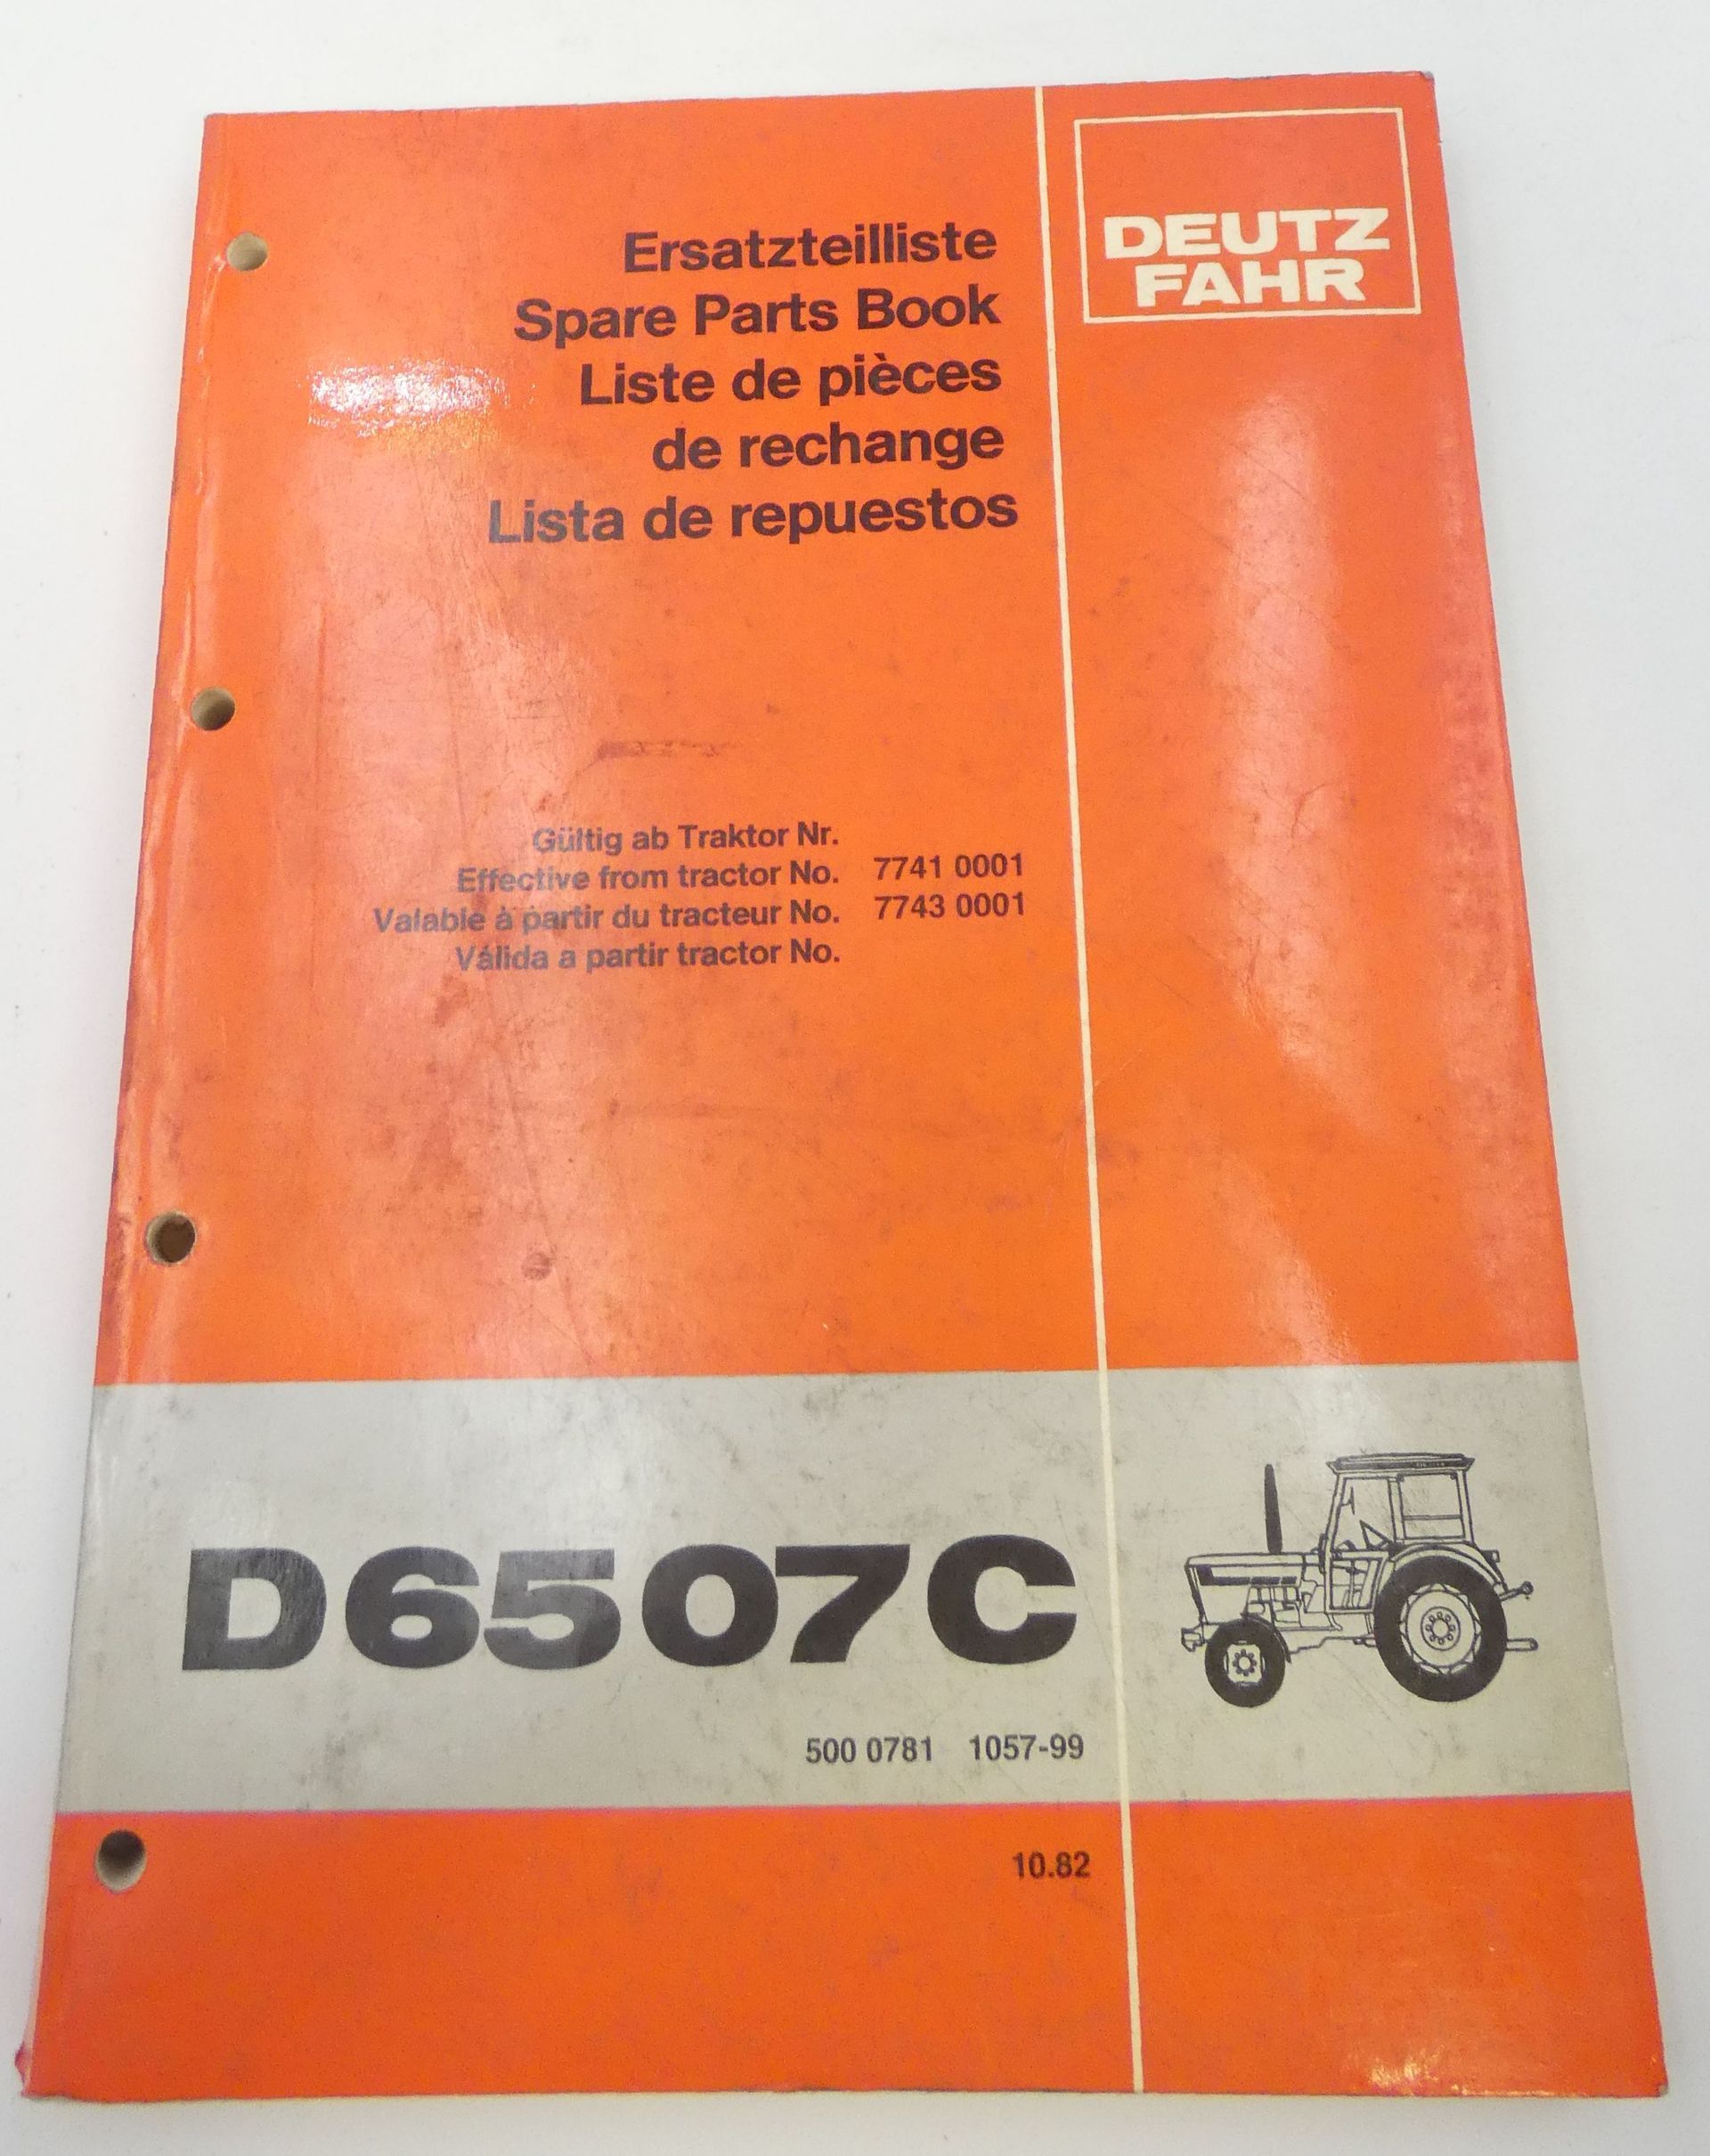 DEUTZ
FAHR
Ersatzteilliste
Spare Parts Book
Liste de pièces
de rechange
Lista de repuestos
Gültig ab Traktor Nr.
Effective from tractor No. 7741 0001
Valable à partir du tracteur No. 7743 0001
Válida a partir tractor No.
D6507C
500 0781 1057-99
10.82